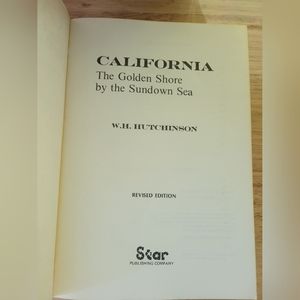 CALIFORNIA
The Golden Shore
by the Sundown Sea
W.H. HUTCHINSON
REVISED EDITION
Star
PUBLISHING COMPANY